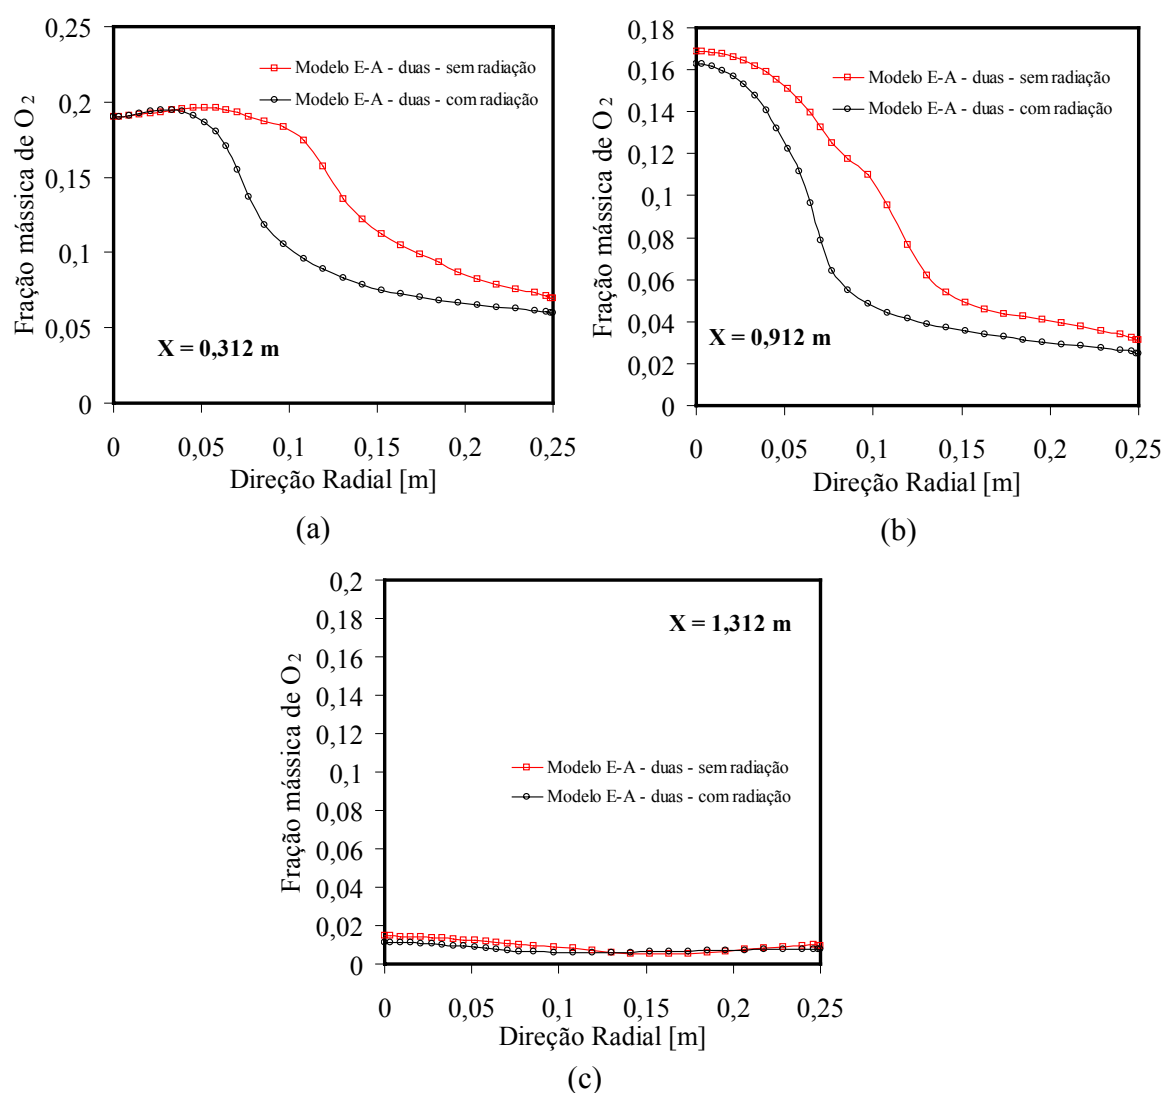 0,25
0,2
0,15
0,1
0,05
0
Fração mássica de O2
Modelo E-A - duas - sem radiação
Modelo E-A - duas - com radiação
X = 0,312 m
0 0,05 0,1 0,15 0,2 0,25
Direção Radial [m]
(a)
0,18
0,16
0,14
0,12
0,1
0,08
0,06
0,04
0,02
0
Fração mássica de O2
Modelo E-A - duas - sem radiação
Modelo E-A - duas - com radiação
X = 0,912 m
0 0,05 0,1 0,15 0,2 0,25
Direção Radial [m]
(b)
0,2
0,18
0,16
0,14
0,12
0,1
0,08
0,06
0,04
0,02
0
Fração mássica de O2
X = 1,312 m
Modelo E-A - duas - sem radiação
Modelo E-A - duas - com radiação
0 0,05 0,1 0,15 0,2 0,25
Direção Radial [m]
(c)